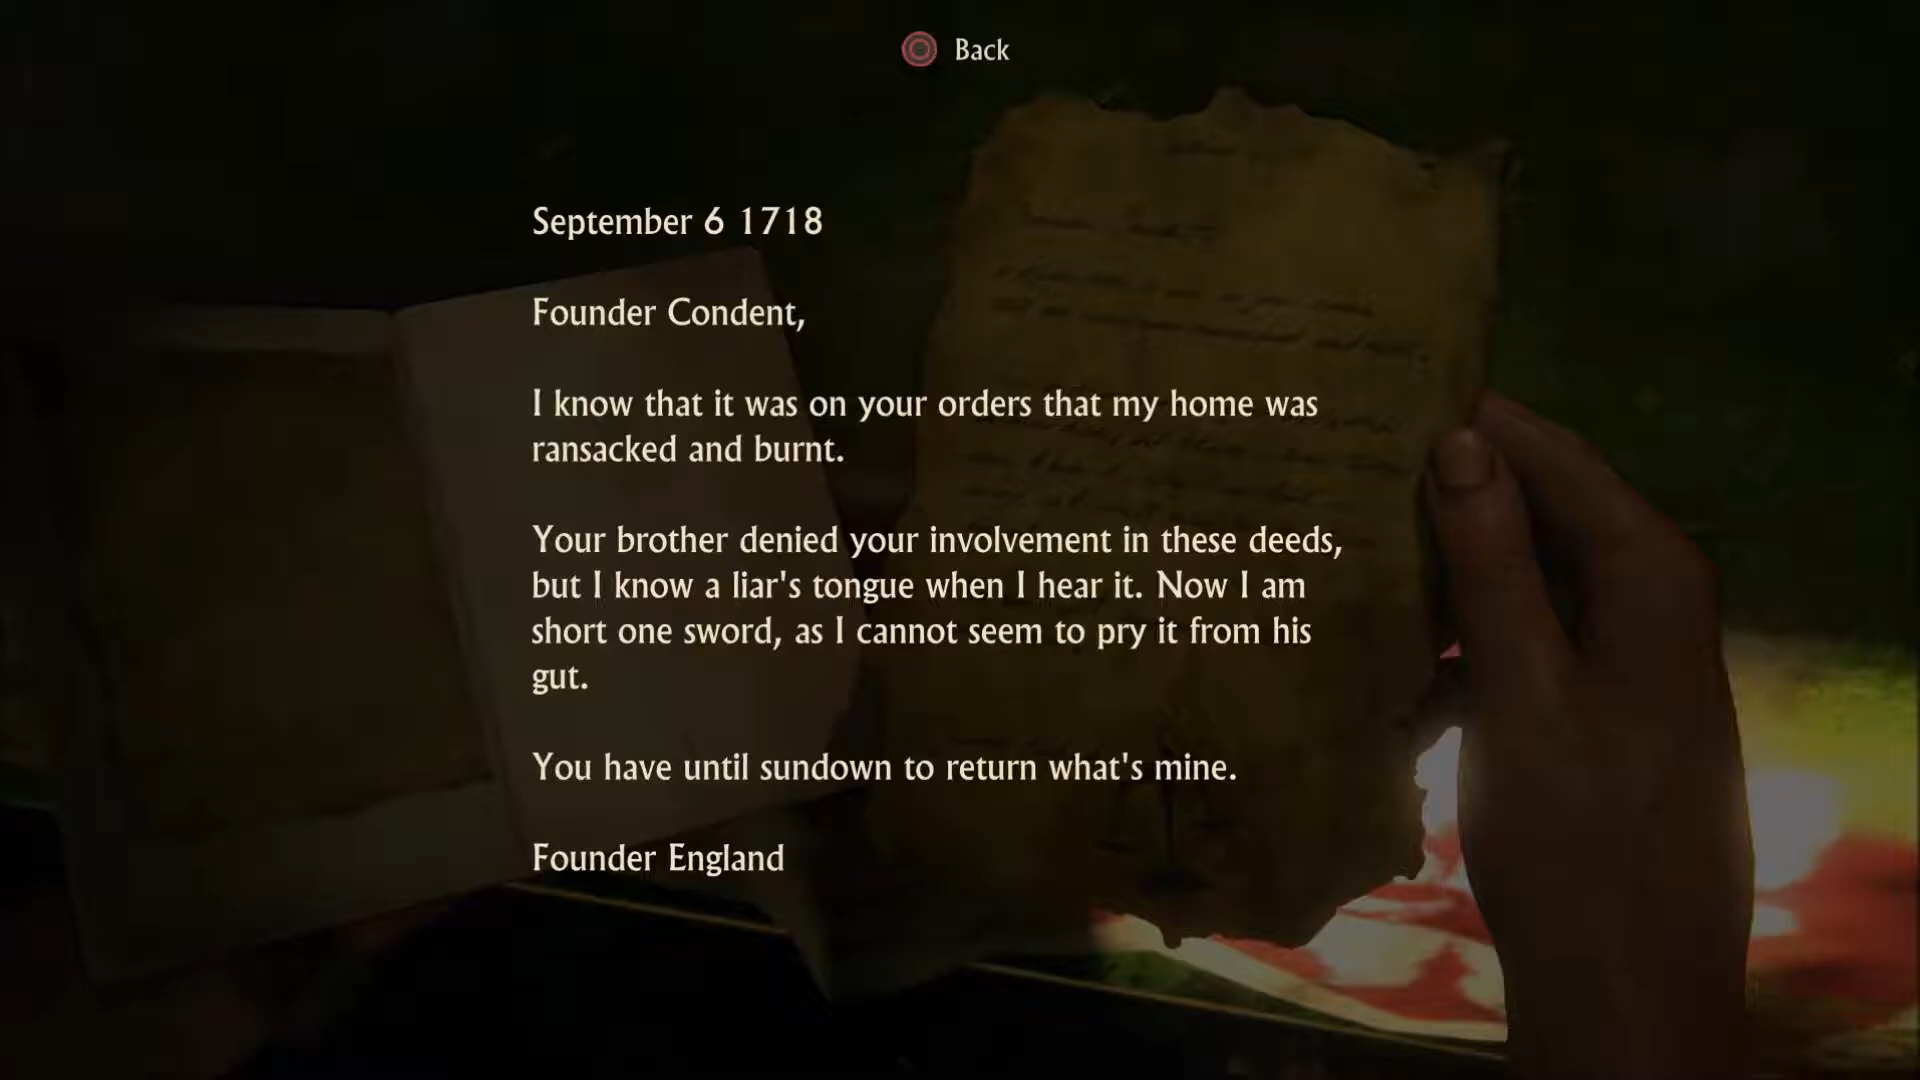 Back
September 6 1718
Founder Condent,
I know that it was on your orders that my home was
ransacked and burnt.
Your brother denied your involvement in these deeds,
but I know a liar's tongue when I hear it. Now I am
short one sword, as I cannot seem to pry it from his
gut.
You have until sundown to return what's mine.
Founder England